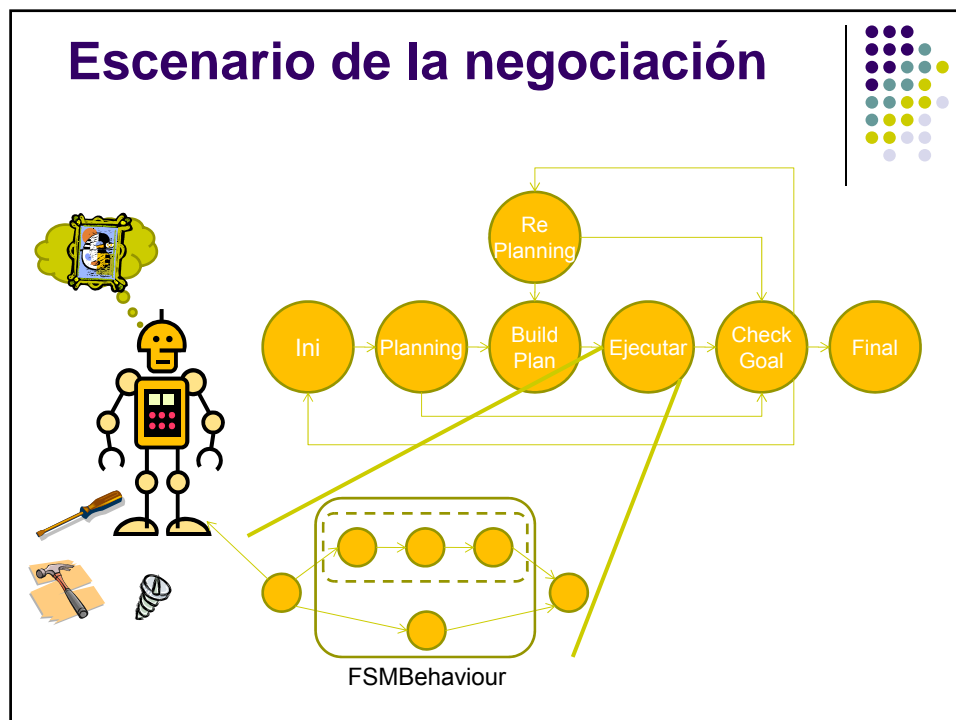 Escenario de la negociación
Re
Planning
Ini
Planning
Build
Plan
Ejecutar
Check
Goal
Final
FSMBehaviour